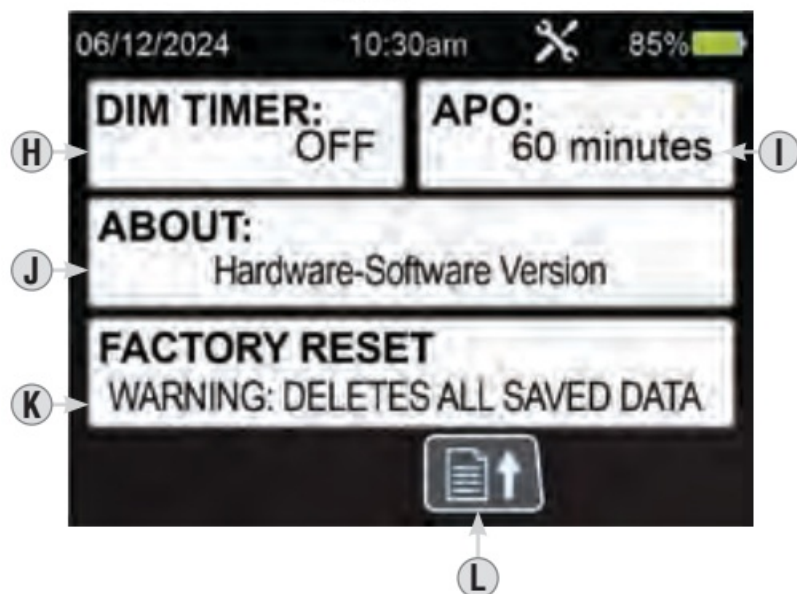 06/12/2024 10:30am 85%
DIM TIMER: APO:
H OFF 60 minutes I
ABOUT:
J Hardware-Software Version
FACTORY RESET
K WARNING: DELETES ALL SAVED DATA
L